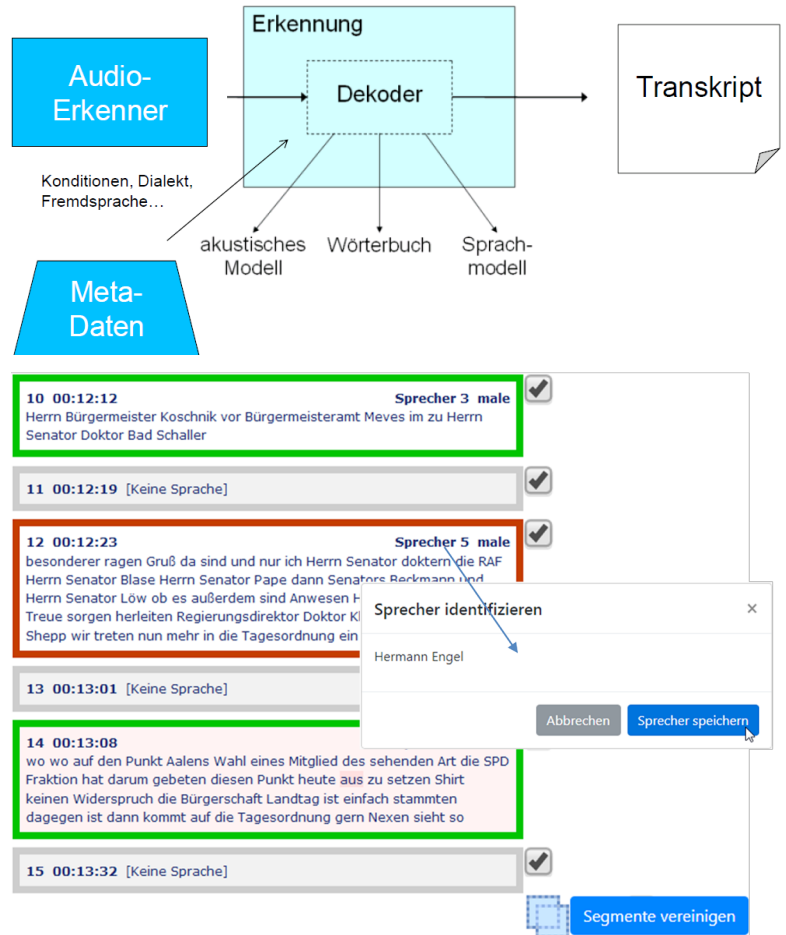 Erkennung
Audio-
Erkenner
Dekoder
Transkript
Konditionen, Dialekt,
Fremdsprache...
akustisches
Modell
Wörterbuch
Sprach-
modell
Meta-
Daten
10 00:12:12 Sprecher 3 male
Herrn Bürgermeister Koschnik vor Bürgermeisteramt Meves im zu Herrn
Senator Doktor Bad Schaller
11 00:12:19 [Keine Sprache]
12 00:12:23 Sprecher 5 male
besonderer ragen Gruß da sind und nur ich Herrn Senator doktern die RAF
Herrn Senator Blase Herrn Senator Pape dann Senators Beckmann und
Herrn Senator Löw ob es außerdem sind Anwesen
Treue sorgen herleiten Regierungsdirektor Doktor
Shepp wir treten nun mehr in die Tagesordnung ein
Sprecher identifizieren ×
Hermann Engel
Abbrechen Sprecher speichern
13 00:13:01 [Keine Sprache]
14 00:13:08
wo wo auf den Punkt Aalens Wahl eines Mitglied des sehenden Art die SPD
Fraktion hat darum gebeten diesen Punkt heute aus zu setzen Shirt
keinen Widerspruch die Bürgerschaft Landtag ist einfach stammten
dagegen ist dann kommt auf die Tagesordnung gern Nexen sieht so
15 00:13:32 [Keine Sprache]
Segmente vereinigen